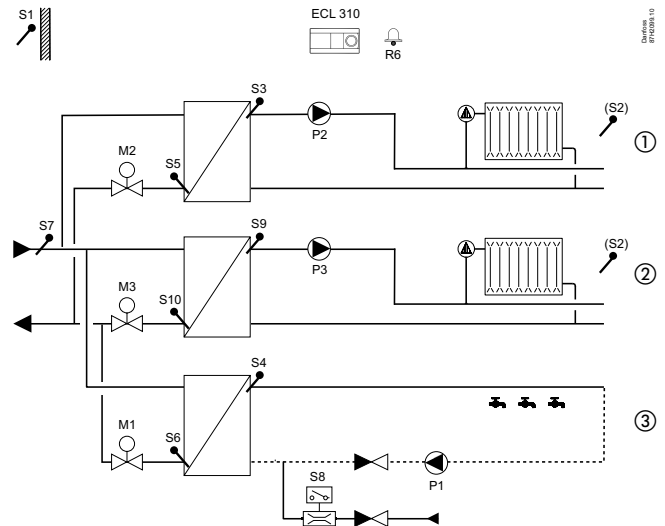 S1
ECL 310
R6
Danfoss
87H2099.10
S3
P2
(S2)
①
M2
S5
S7
S9
P3
(S2)
②
M3
S10
S4
③
M1
S6
S8
P1